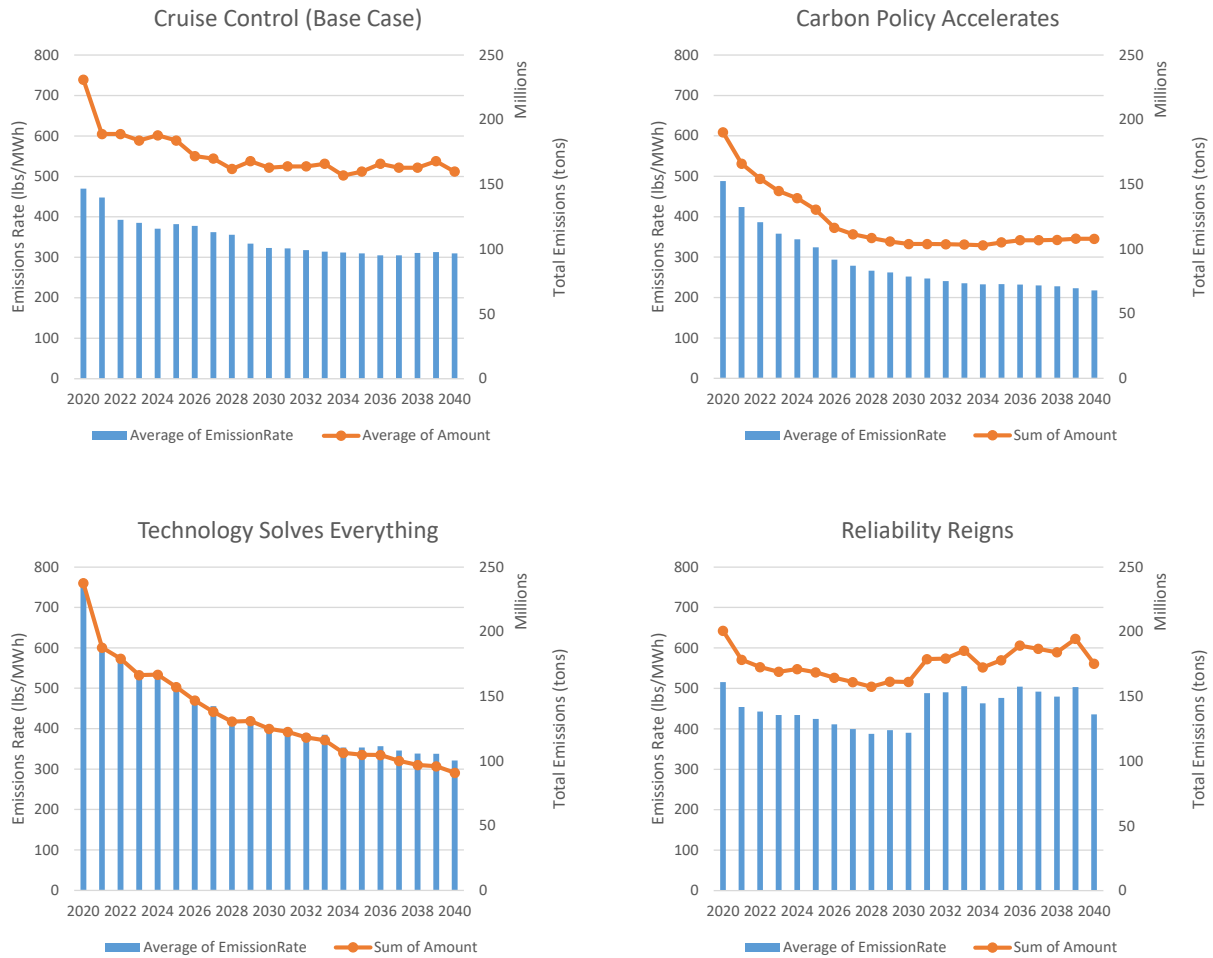 Cruise Control (Base Case)
800
700
600
500
400
300
200
100
0
Emissions Rate (lbs/MWh)
250
200
150
100
50
0
Millions
Total Emissions (tons)
2020 2022 2024 2026 2028 2030 2032 2034 2036 2038 2040
Average of EmissionRate Average of Amount
Carbon Policy Accelerates
800
700
600
500
400
300
200
100
0
Emissions Rate (lbs/MWh)
250
200
150
100
50
0
Millions
Total Emissions (tons)
2020 2022 2024 2026 2028 2030 2032 2034 2036 2038 2040
Average of EmissionRate Sum of Amount
Technology Solves Everything
800
700
600
500
400
300
200
100
0
Emissions Rate (lbs/MWh)
250
200
150
100
50
0
Millions
Total Emissions (tons)
2020 2022 2024 2026 2028 2030 2032 2034 2036 2038 2040
Average of EmissionRate Sum of Amount
Reliability Reigns
800
700
600
500
400
300
200
100
0
Emissions Rate (lbs/MWh)
250
200
150
100
50
0
Millions
Total Emissions (tons)
2020 2022 2024 2026 2028 2030 2032 2034 2036 2038 2040
Average of EmissionRate Sum of Amount